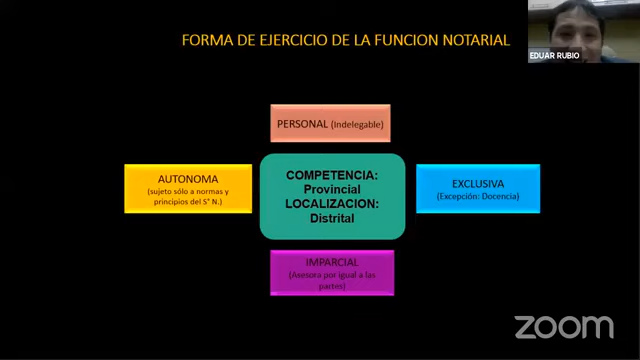 FORMA DE EJERCICIO DE LA FUNCION NOTARIAL
EDUAR RUBIO
PERSONAL (Indelegable)
AUTONOMA
(sujeto sólo a normas y
principios del S° N.)
COMPETENCIA:
Provincial
LOCALIZACION:
Distrital
EXCLUSIVA
(Excepción: Docencia)
IMPARCIAL
(Asesora por igual a las
partes)
zoom